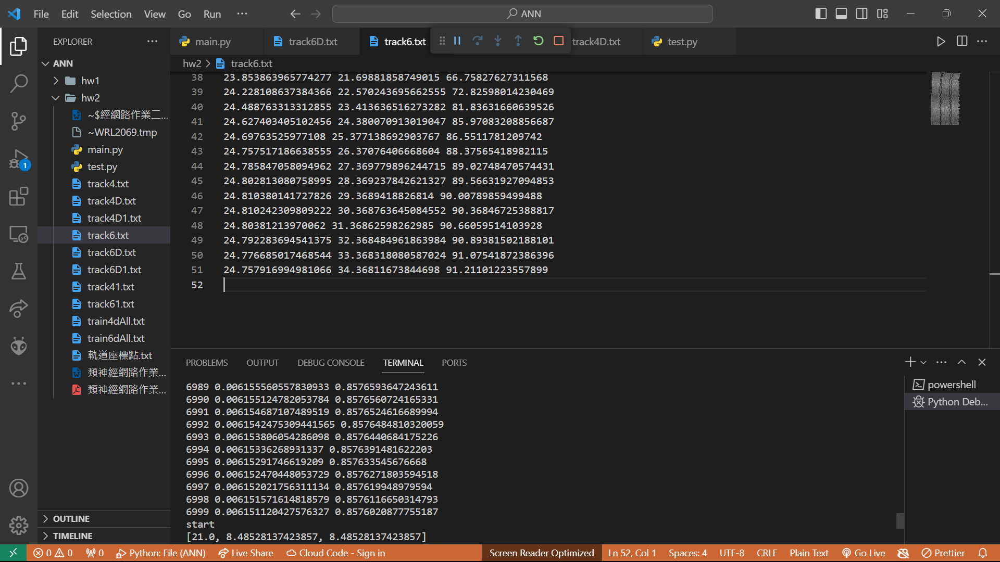 File Edit Selection View Go Run ···
ANN
EXPLORER
main.py
track6D.txt
track6.txt
track4D.txt
test.py
hw2 > track6.txt
ANN
hw1
hw2
~$經網路作業二...
~WRL2069.tmp
main.py
test.py
track4.txt
track4D.txt
track4D1.txt
track6.txt
track6D.txt
track6D1.txt
track41.txt
track61.txt
train4dAll.txt
train6dAll.txt
軌道座標點.txt
類神經網路作業...
類神經網路作業...
OUTLINE
TIMELINE
1
38 23.853863965774277 21.69881858749015 66.75827627311568
39 24.228108637384366 22.570243695662555 72.82598014230469
40 24.488763313312855 23.413636516273282 81.83631660639526
41 24.627403405102456 24.380070913019047 85.97083208856687
42 24.69763525977108 25.377138692903767 86.5511781209742
43 24.757517186638555 26.37076406668604 88.37565418982115
44 24.785847058094962 27.369779896244715 89.02748470574431
45 24.802813080758995 28.369237842621327 89.56631927094853
46 24.810380141727826 29.3689418826814 90.00789859499488
47 24.810242309809222 30.368763645084552 90.36846725388817
48 24.80381213970062 31.36862598262985 90.66059514103928
49 24.792283694541375 32.368484961863984 90.89381502188101
50 24.776685017468544 33.368318080587024 91.07541872386396
51 24.757916994981066 34.36811673844698 91.21101223557899
52
PROBLEMS OUTPUT DEBUG CONSOLE TERMINAL PORTS
6989 0.006155560557830933 0.8576593647243611
6990 0.006155124782053784 0.8576560724165331
6991 0.006154687107489519 0.8576524616689994
6992 0.0061542475309441565 0.8576484810320059
6993 0.006153806054286098 0.8576440684175226
6994 0.00615336268931337 0.8576391481622203
6995 0.00615291746619209 0.857633545676668
6996 0.006152470448053729 0.8576271803594518
6997 0.006152021756311134 0.857619948979594
6998 0.006151571614818579 0.8576116650314793
6999 0.006151120427576327 0.8576020877755187
start
[21.0, 8.48528137423857, 8.48528137423857]
powershell
Python Deb...
0 0 0 Python: File (ANN) Live Share Cloud Code - Sign in Screen Reader Optimized Ln 52, Col 1 Spaces: 4 UTF-8 CRLF Plain Text Go Live Prettier